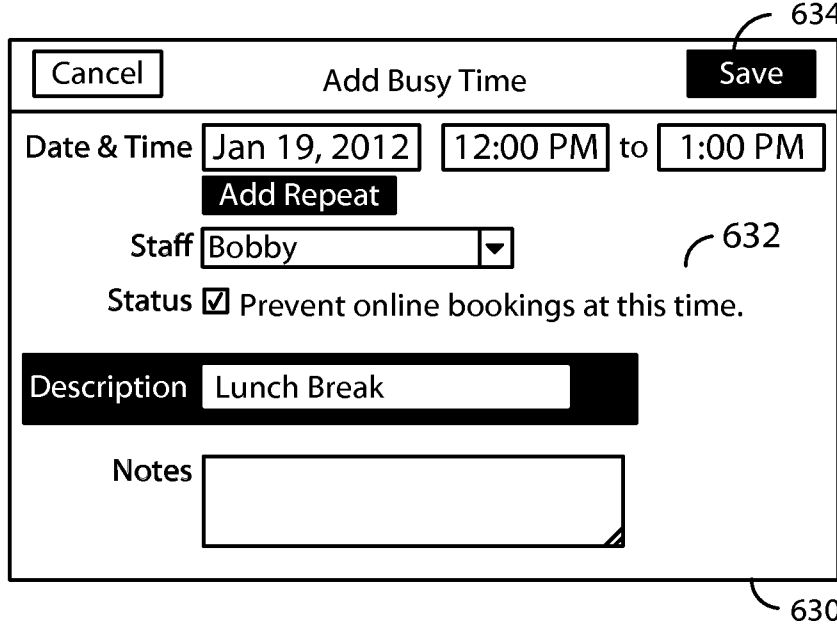 634
Cancel Add Busy Time Save
Date & Time Jan 19, 2012 12:00 PM to 1:00 PM
Add Repeat
Staff Bobby 632
Status Prevent online bookings at this time.
Description Lunch Break
Notes
630